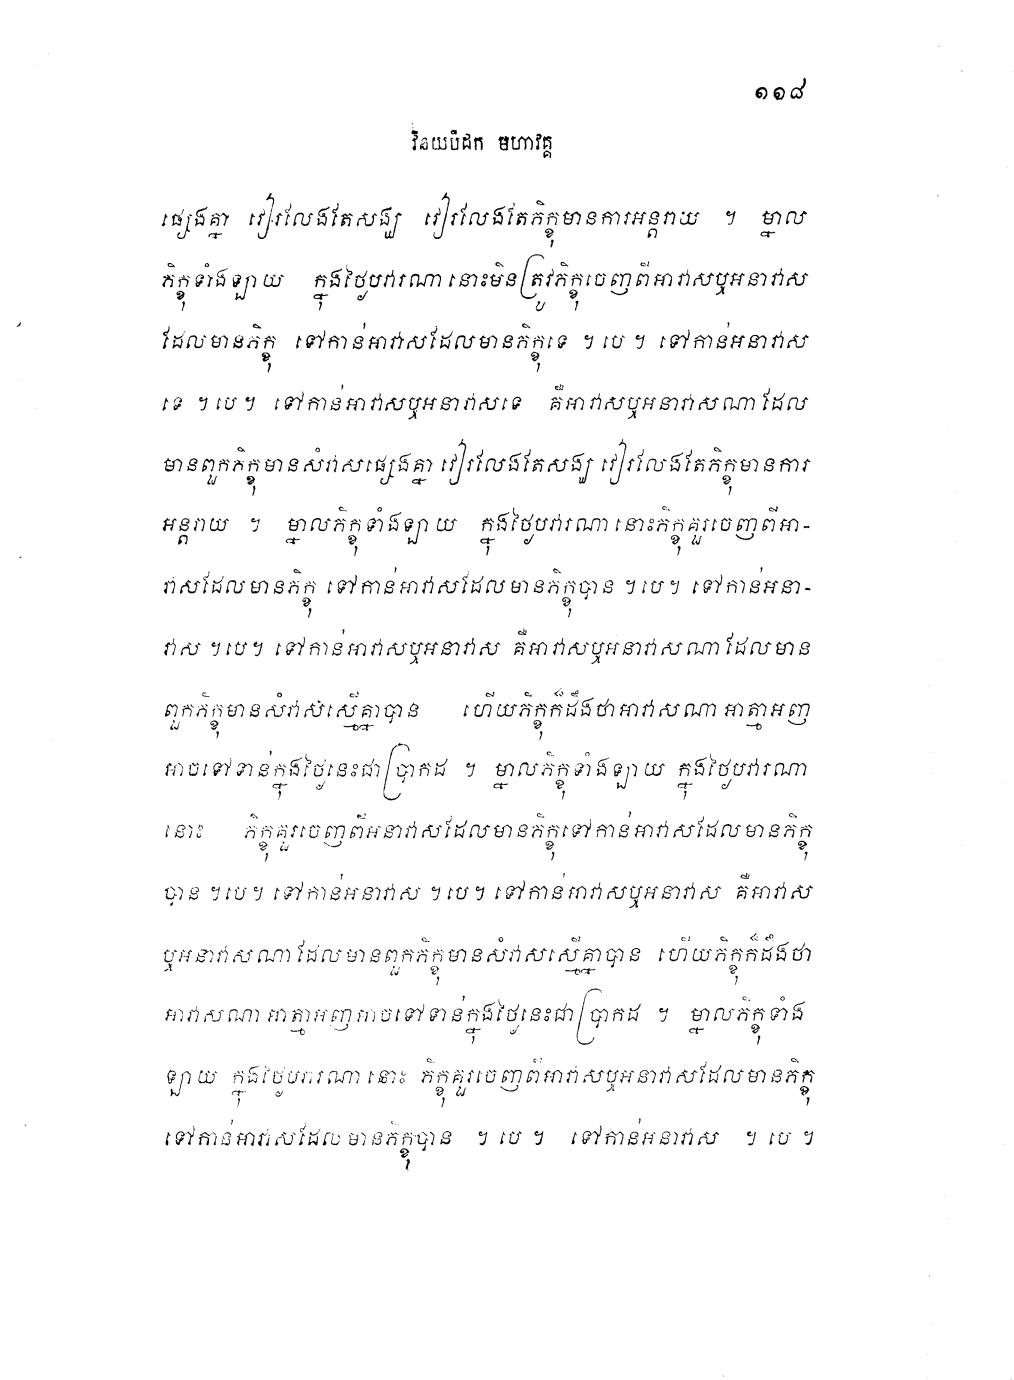 ១១៨
វិនយបិដក មហាវគ្គ
ផ្សេងគ្នា វៀរលែងតែសង្ឃ វៀរលែងតែភិក្ខុមានការអន្តរាយ ។ ម្នាល
ភិក្ខុទាំងឡាយ ក្នុងថ្ងៃបវារណានោះមិនត្រូវភិក្ខុចេញពីអាវាសឬអនាវាស
ដែលមានភិក្ខុ ទៅកាន់អាវាសដែលមានភិក្ខុទេ ។ បេ ។ ទៅកាន់អនាវាស
ទេ ។ បេ ។ ទៅកាន់អាវាសឬអនាវាសទេ គឺអាវាសឬអនាវាសណាដែល
មានពួកភិក្ខុមានសំវាសផ្សេងគ្នា វៀរលែងតែសង្ឃ វៀរលែងតែភិក្ខុមានការ
អន្តរាយ ។ ម្នាលភិក្ខុទាំងឡាយ ក្នុងថ្ងៃបវារណានោះភិក្ខុគួរចេញពីអា-
វាសដែលមានភិក្ខុ ទៅកាន់អាវាសដែលមានភិក្ខុបាន ។ បេ ។ ទៅកាន់អនា-
វាស ។ បេ ។ ទៅកាន់អាវាសឬអនាវាស គឺអាវាសឬអនាវាសណាដែលមាន
ពួកភិក្ខុមានសំវាសស្មើគ្នាបាន ហើយភិក្ខុក៏ដឹងថាអាវាសណា អាត្មាអញ
អាចទៅទាន់ក្នុងថ្ងៃនេះជាប្រាកដ ។ ម្នាលភិក្ខុទាំងឡាយ ក្នុងថ្ងៃបវារណា
នោះ ភិក្ខុគួរចេញពីអនាវាសដែលមានភិក្ខុទៅកាន់អាវាសដែលមានភិក្ខុ
បាន ។ បេ ។ ទៅកាន់អនាវាស ។ បេ ។ ទៅកាន់អាវាសឬអនាវាស គឺអាវាស
ឬអនាវាសណាដែលមានពួកភិក្ខុមានសំវាសស្មើគ្នាបាន ហើយភិក្ខុក៏ដឹងថា
អាវាសណា អាត្មាអញអាចទៅទាន់ក្នុងថ្ងៃនេះជាប្រាកដ ។ ម្នាលភិក្ខុទាំង
ឡាយ ក្នុងថ្ងៃបវារណានោះ ភិក្ខុគួរចេញពីអាវាសឬអនាវាសដែលមានភិក្ខុ
ទៅកាន់អាវាសដែលមានភិក្ខុបាន ។ បេ ។ ទៅកាន់អនាវាស ។ បេ ។